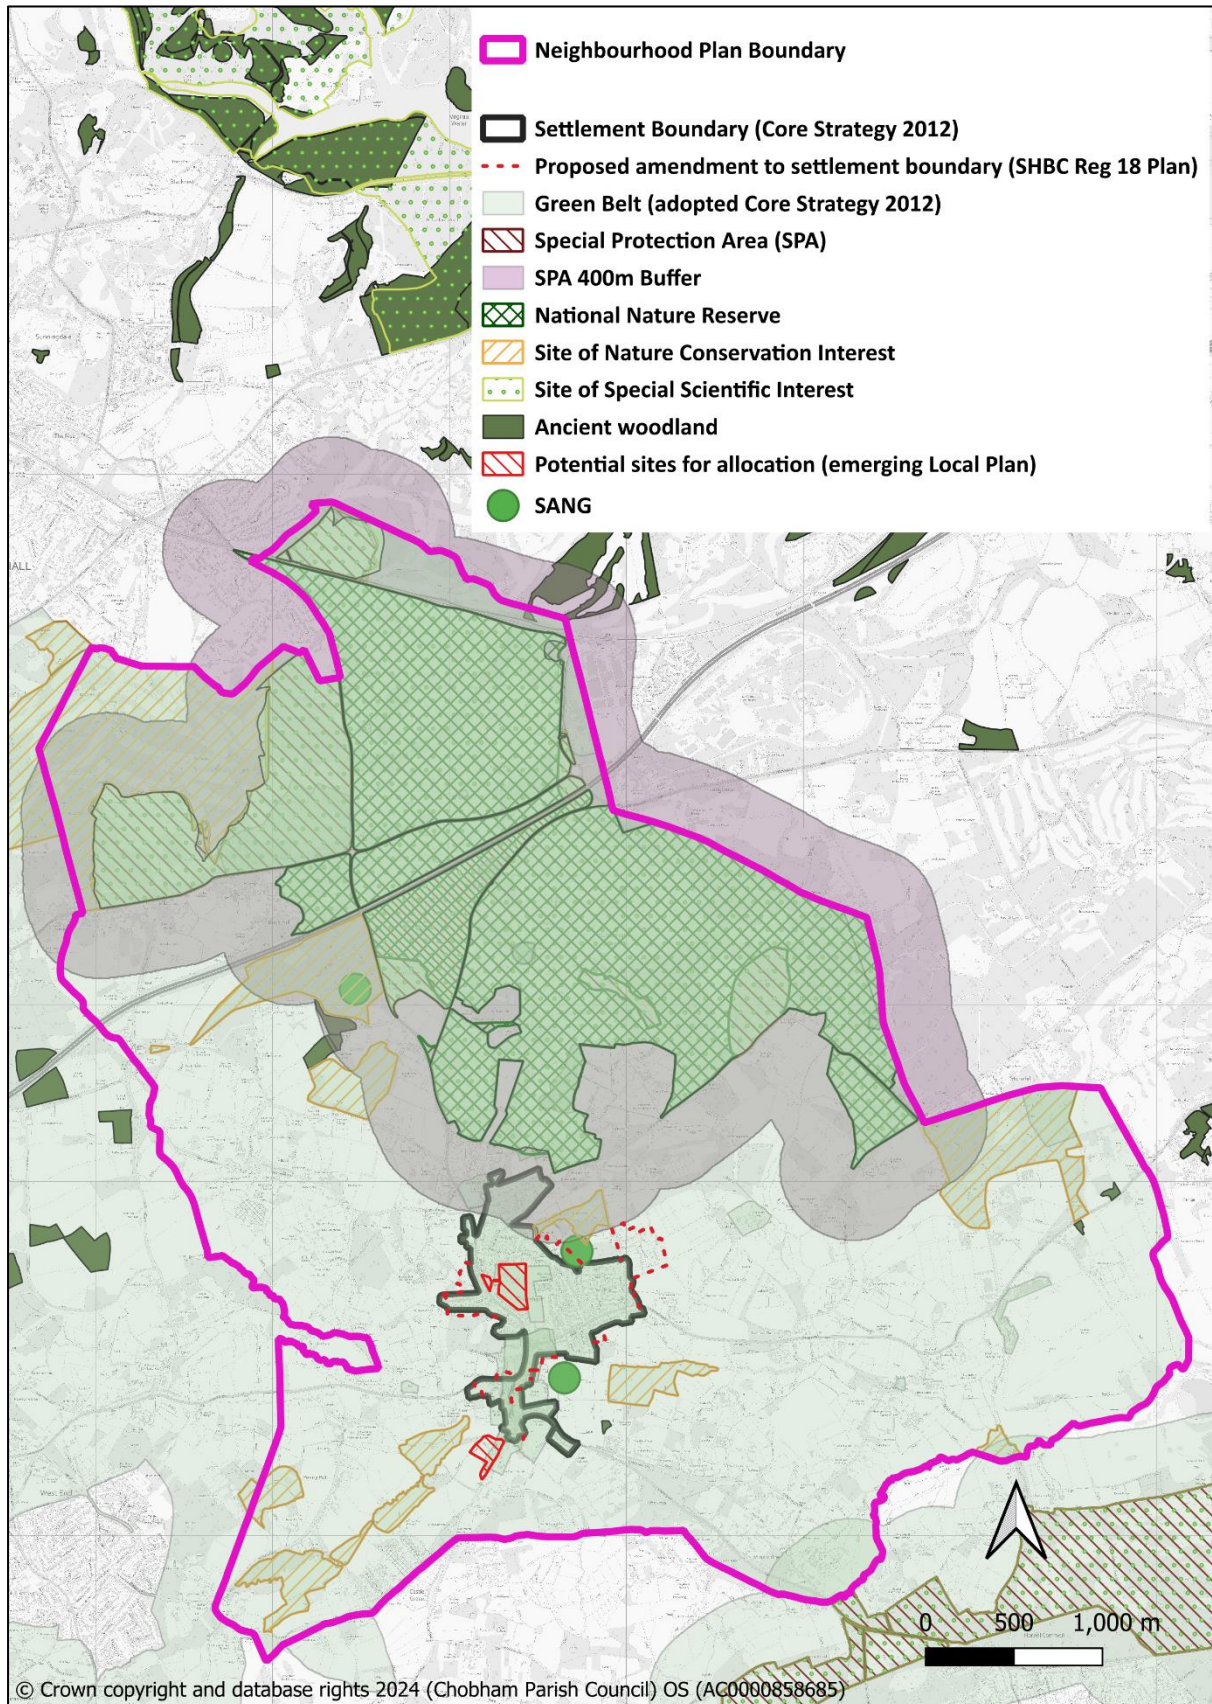 Neighbourhood Plan Boundary
Settlement Boundary (Core Strategy 2012)
Proposed amendment to settlement boundary (SHBC Reg 18 Plan)
Green Belt (adopted Core Strategy 2012)
Special Protection Area (SPA)
SPA 400m Buffer
National Nature Reserve
Site of Nature Conservation Interest
Site of Special Scientific Interest
Ancient woodland
Potential sites for allocation (emerging Local Plan)
SANG
West End
0 500 1,000 m
© Crown copyright and database rights 2024 (Chobham Parish Council) OS (AC0000858685)